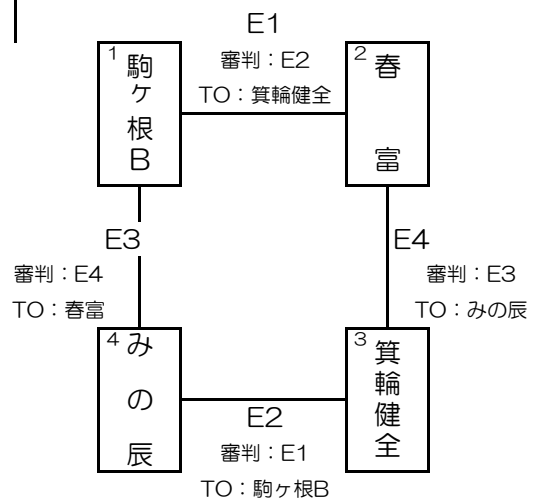 E1
審判：E2
TO：箕輪健全
1
駒ヶ根B
2
春富
E3
審判：E4
TO：春富
E4
審判：E3
TO：みの辰
4
みの辰
3
箕輪健全
E2
審判：E1
TO：駒ヶ根B